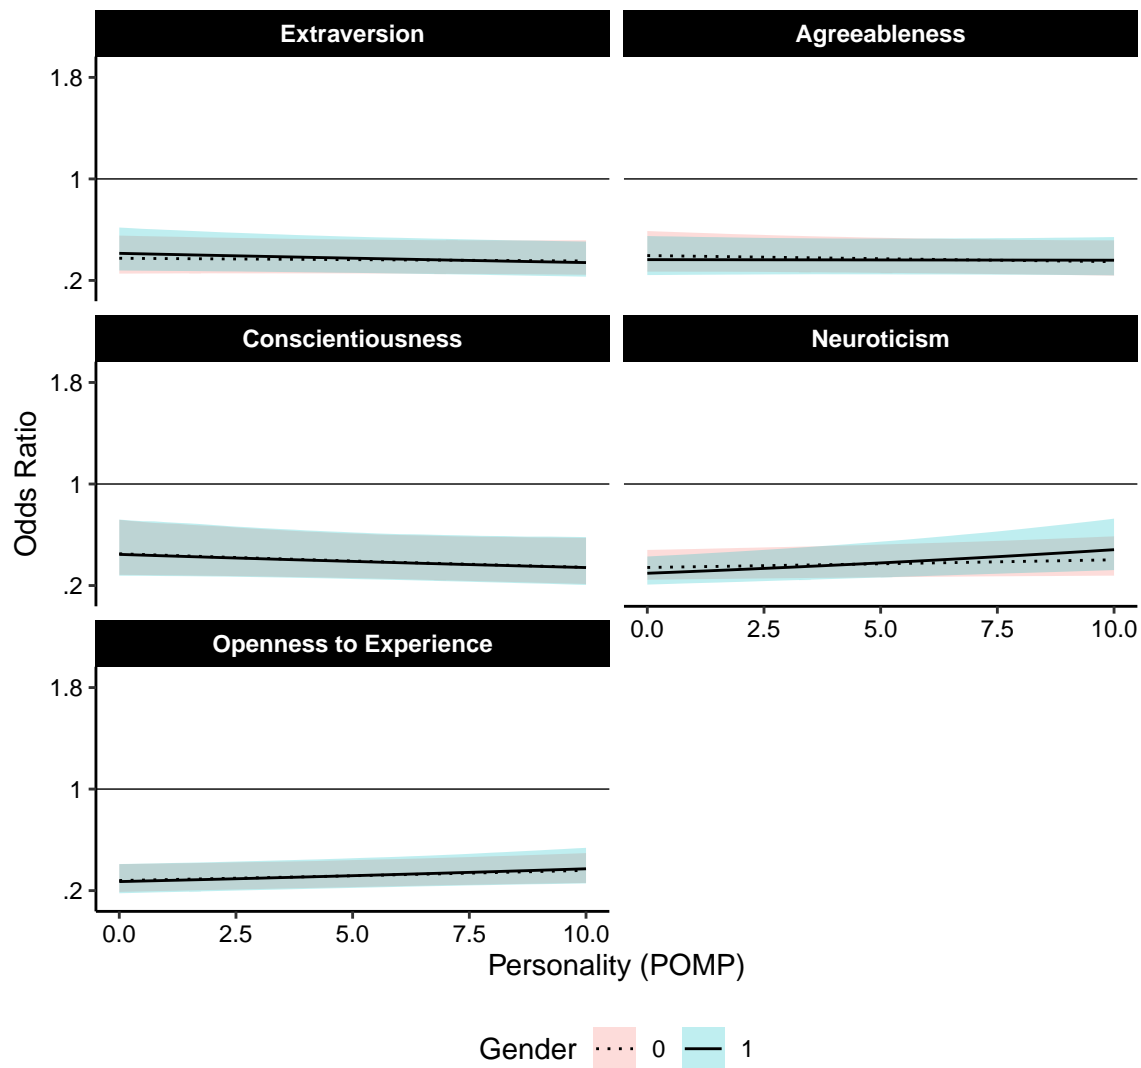 Extraversion
Agreeableness
1.8
1
.2
Conscientiousness
Neuroticism
1.8
1
.2
0.0 2.5 5.0 7.5 10.0
Openness to Experience
1.8
1
.2
0.0 2.5 5.0 7.5 10.0
Odds Ratio
Personality (POMP)
Gender 0 1